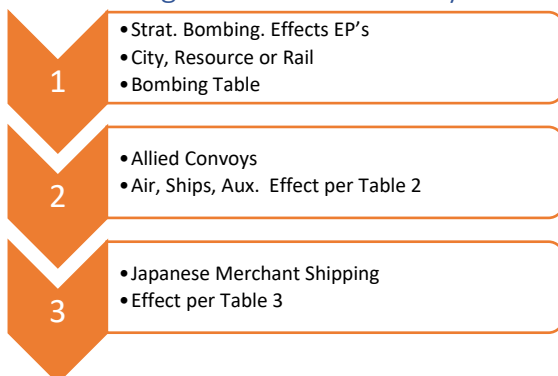 1
•Strat. Bombing. Effects EP's
•City, Resource or Rail
•Bombing Table
2
•Allied Convoys
•Air, Ships, Aux.  Effect per Table 2
3
•Japanese Merchant Shipping
•Effect per Table 3